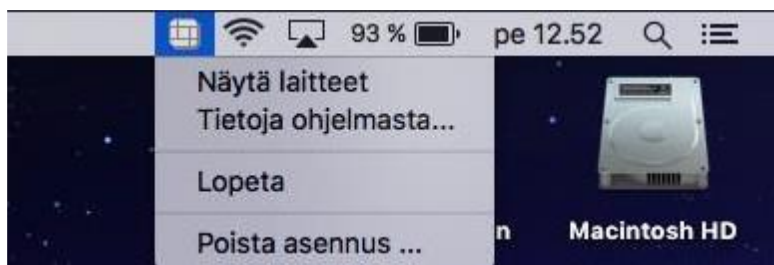 93 % pe 12.52
Näytä laitteet
Tietoja ohjelmasta...
Lopeta
Poista asennus ...
n Macintosh HD